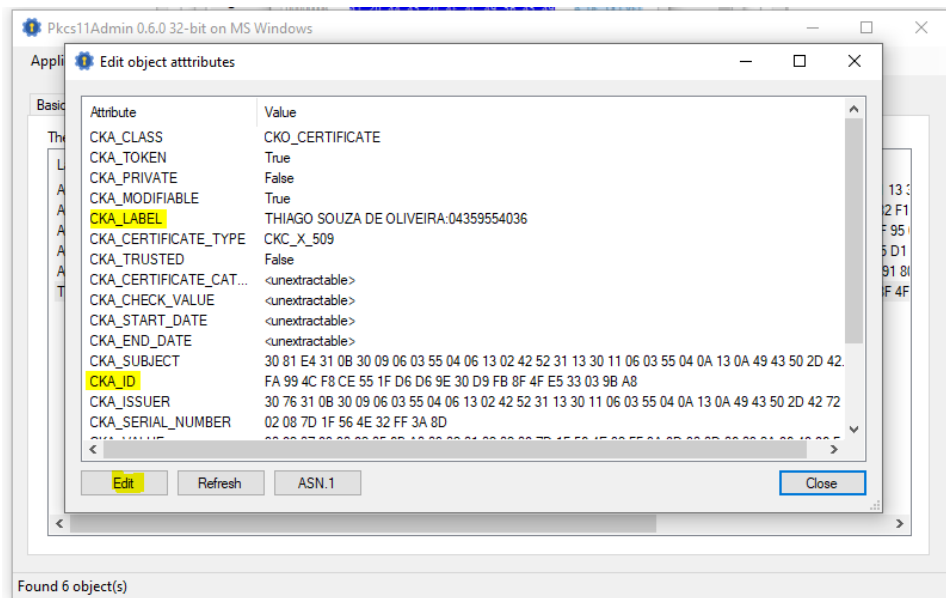 Pkcs11Admin 0.6.0 32-bit on MS Windows
Appli
Edit object atttributes
Basic
The
Attribute Value
CKA_CLASS CKO_CERTIFICATE
CKA_TOKEN True
CKA_PRIVATE False
CKA_MODIFIABLE True
CKA_LABEL THIAGO SOUZA DE OLIVEIRA:04359554036
CKA_CERTIFICATE_TYPE CKC_X_509
CKA_TRUSTED False
CKA_CERTIFICATE_CAT... <unextractable>
CKA_CHECK_VALUE <unextractable>
CKA_START_DATE <unextractable>
CKA_END_DATE <unextractable>
CKA_SUBJECT 30 81 E4 31 0B 30 09 06 03 55 04 06 13 02 42 52 31 13 30 11 06 03 55 04 0A 13 0A 49 43 50 2D 42
CKA_ID FA 99 4C F8 CE 55 1F D6 D6 9E 30 D9 FB 8F 4F E5 33 03 9B A8
CKA_ISSUER 30 76 31 0B 30 09 06 03 55 04 06 13 02 42 52 31 13 30 11 06 03 55 04 0A 13 0A 49 43 50 2D 42 72
CKA_SERIAL_NUMBER 02 08 7D 1F 56 4E 32 FF 3A 8D
Edit Refresh ASN.1 Close
Found 6 object(s)